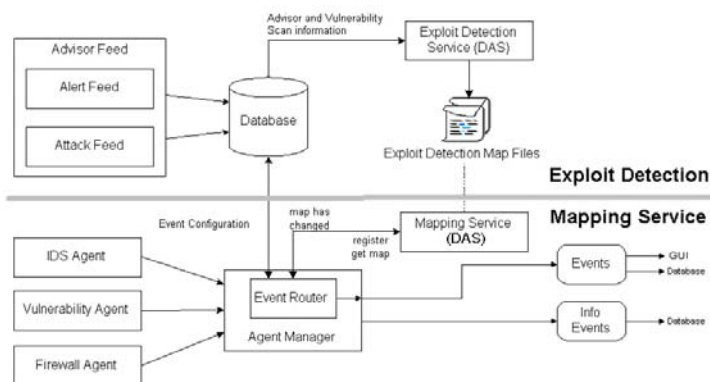 Advisor and Vulnerability
Scan information
Advisor Feed
Alert Feed
Attack Feed
Database
Exploit Detection
Service (DAS)
Exploit Detection Map Files
Exploit Detection
Mapping Service
Event Configuration
map has
changed
register
get map
Mapping Service
(DAS)
IDS Agent
Vulnerability Agent
Firewall Agent
Event Router
Agent Manager
Events
GUI
Database
Info
Events
Database